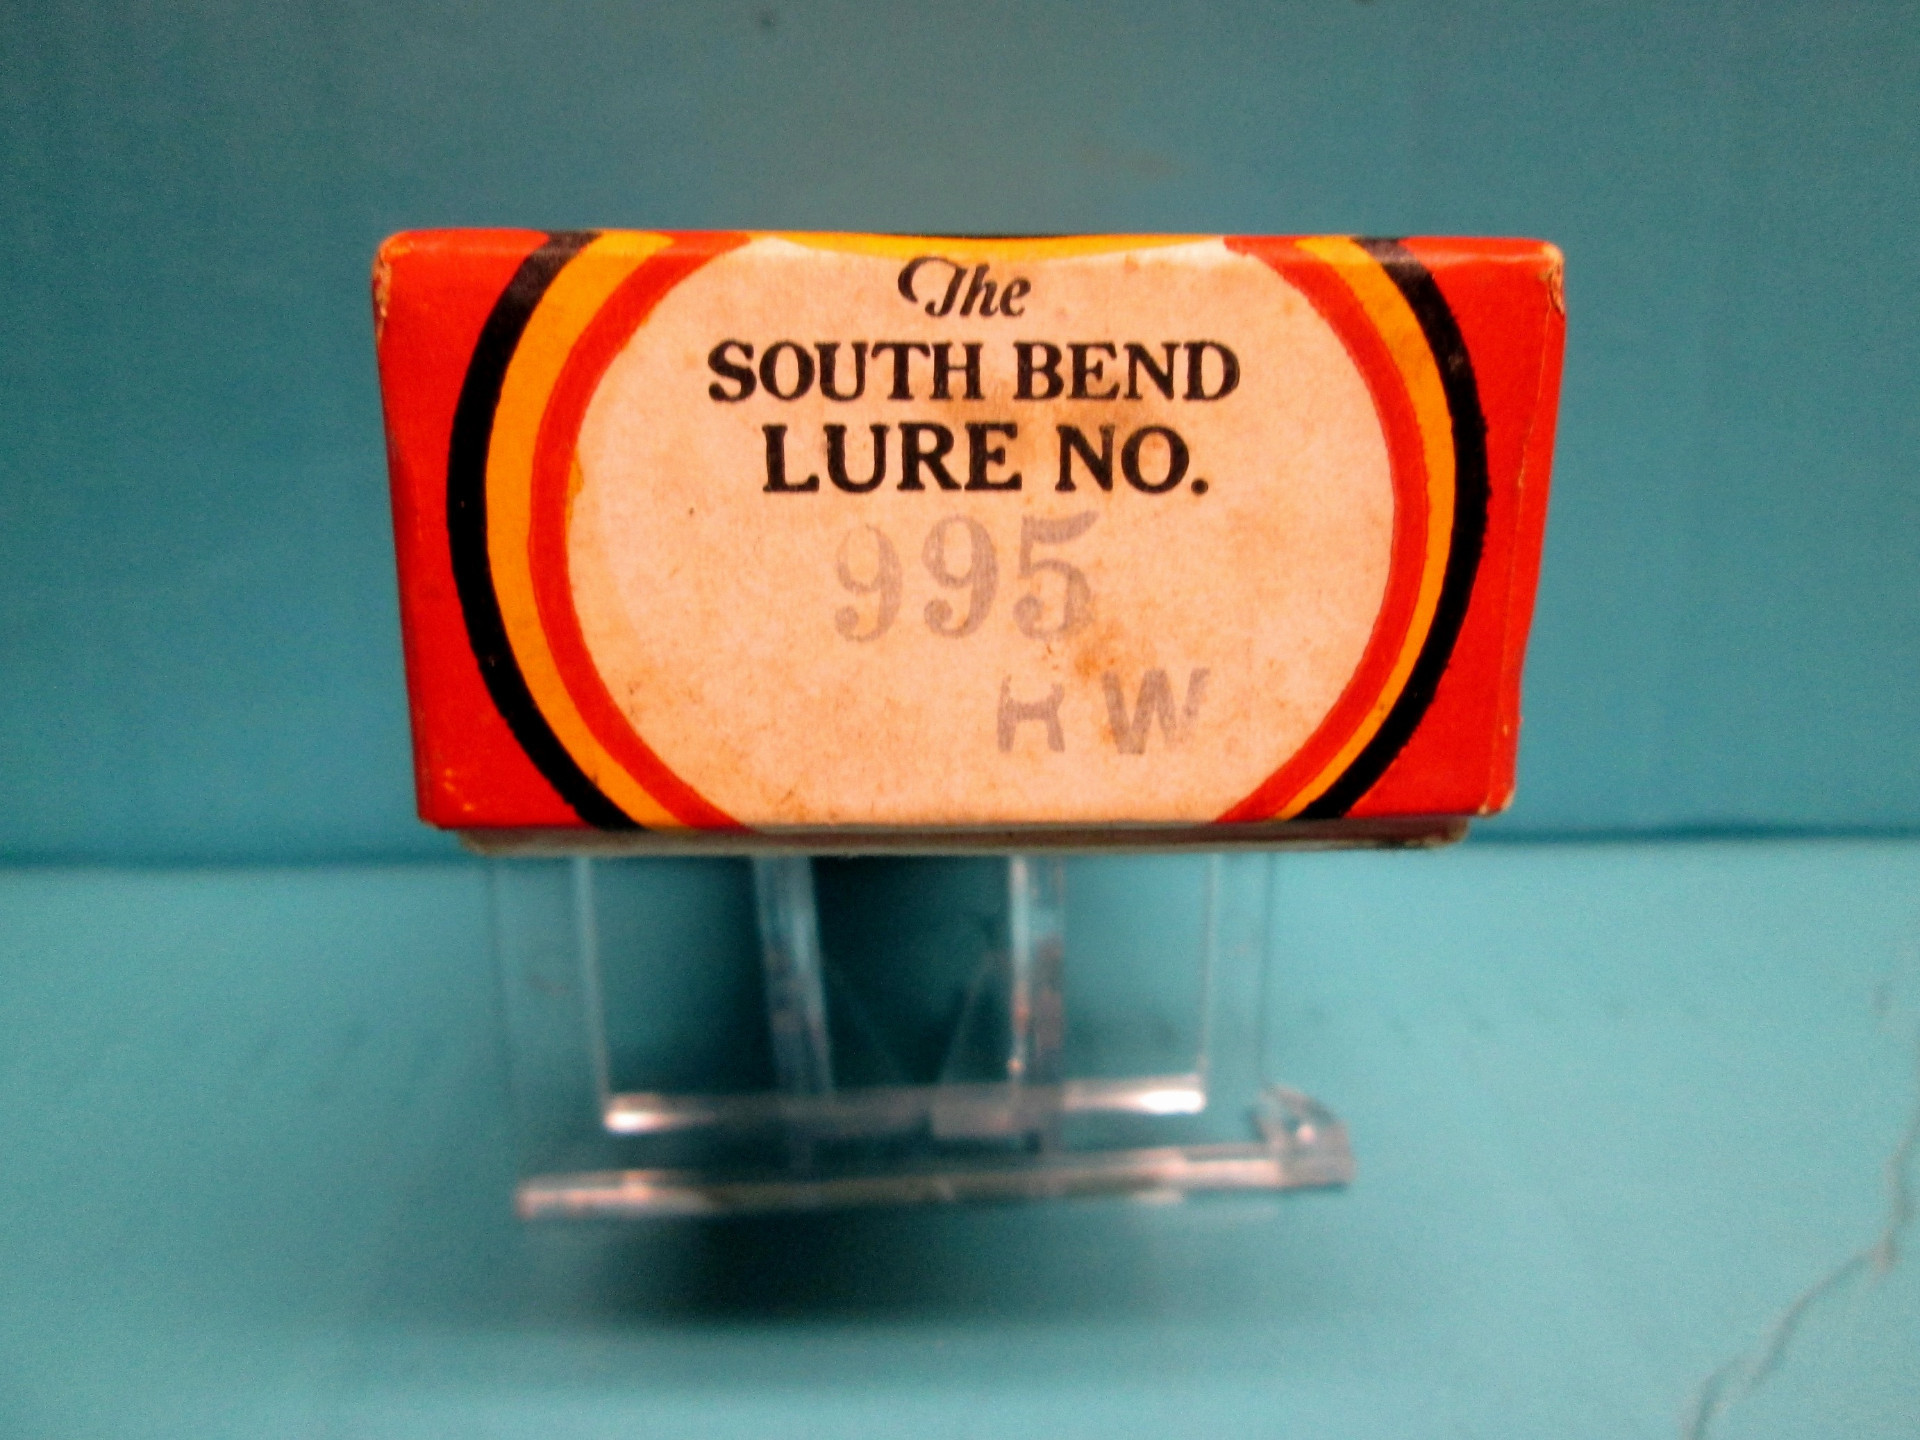 The
SOUTH BEND
LURE NO.
995
RW